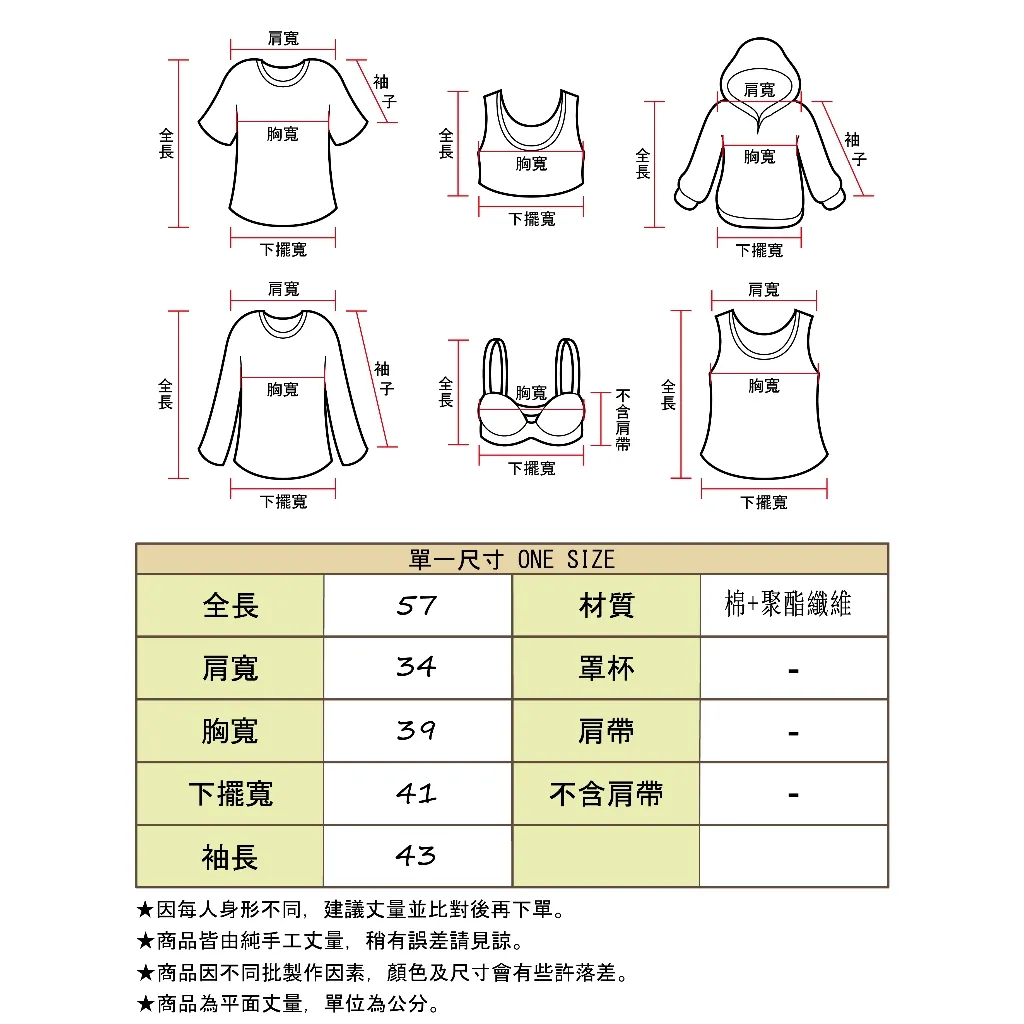 肩寬
袖子
全長
胸寬
下擺寬
全長
胸寬
下擺寬
肩寬
袖子
全長
胸寬
下擺寬
肩寬
袖子
全長
胸寬
下擺寬
全長
胸寬
不含肩帶
下擺寬
肩寬
全長
胸寬
下擺寬
單一尺寸 ONE SIZE
全長 57 材質 棉+聚酯纖維
肩寬 34 罩杯 -
胸寬 39 肩帶 -
下擺寬 41 不含肩帶 -
袖長 43
★因每人身形不同，建議丈量並比對後再下單。
★商品皆由純手工丈量，稍有誤差請見諒。
★商品因不同批製作因素，顏色及尺寸會有些許落差。
★商品為平面丈量，單位為公分。